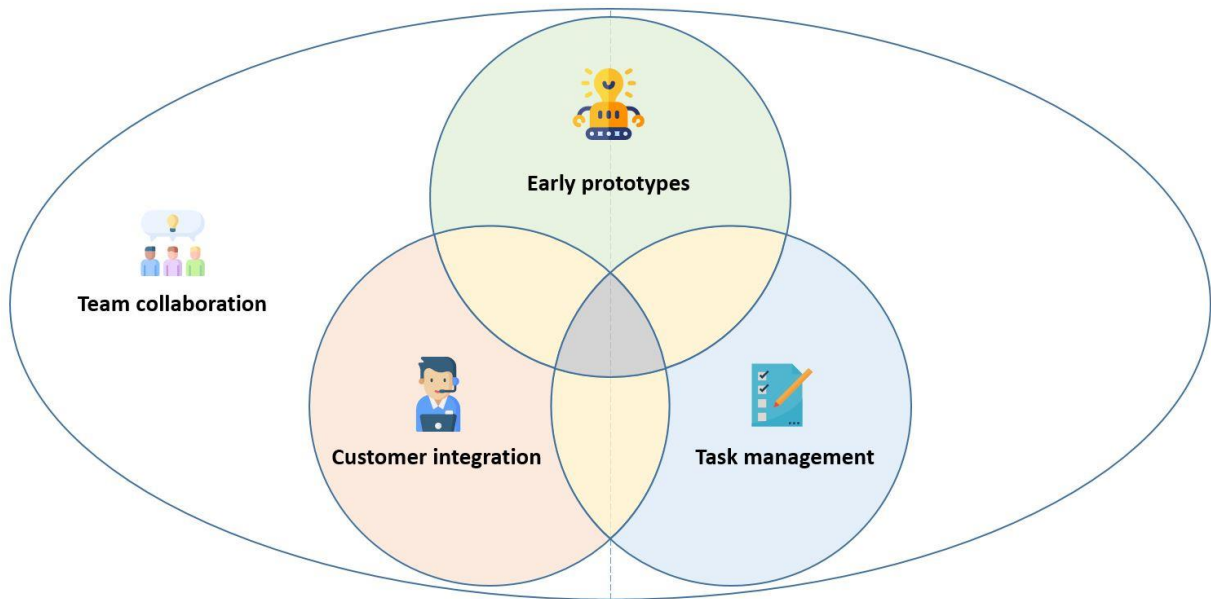 Early prototypes
Team collaboration
Customer integration
Task management